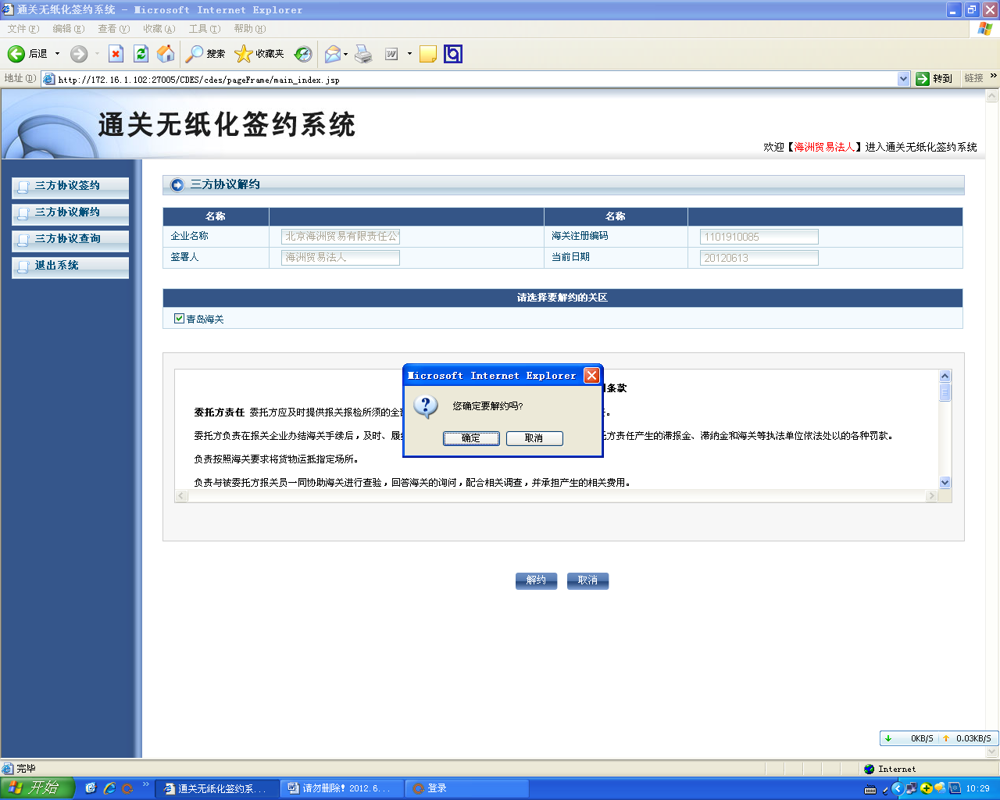 通关无纸化签约系统 - Microsoft Internet Explorer
文件(F) 编辑(E) 查看(V) 收藏(A) 工具(T) 帮助(H)
后退 搜索 收藏夹
地址(D) http://172.16.1.102:27005/CDES/cdes/pageFrame/main_index.jsp 转到 链接 »
通关无纸化签约系统
欢迎【海洲贸易法人】进入通关无纸化签约系统
三方协议签约
三方协议解约
三方协议查询
退出系统
三方协议解约
名称 名称
企业名称 北京海洲贸易有限责任公 海关注册编码 1101910085
签署人 海洲贸易法人 当前日期 20120613
请选择要解约的关区
青岛海关
条款
委托方责任 委托方应及时提供报关报检所须的全
委托方负责在报关企业办结海关手续后，及时、履 方责任产生的滞报金、滞纳金和海关等执法单位依法处以的各种罚款。
负责按照海关要求将货物运抵指定场所。
负责与被委托方报关员一同协助海关进行查验，回答海关的询问，配合相关调查，并承担产生的相关费用。
Microsoft Internet Explorer
您确定要解约吗?
确定 取消
解约 取消
0KB/S 0.03KB/S
完毕 Internet
开始 » 通关无纸化签约系... 请勿删除! 2012.6... 登录 10:29